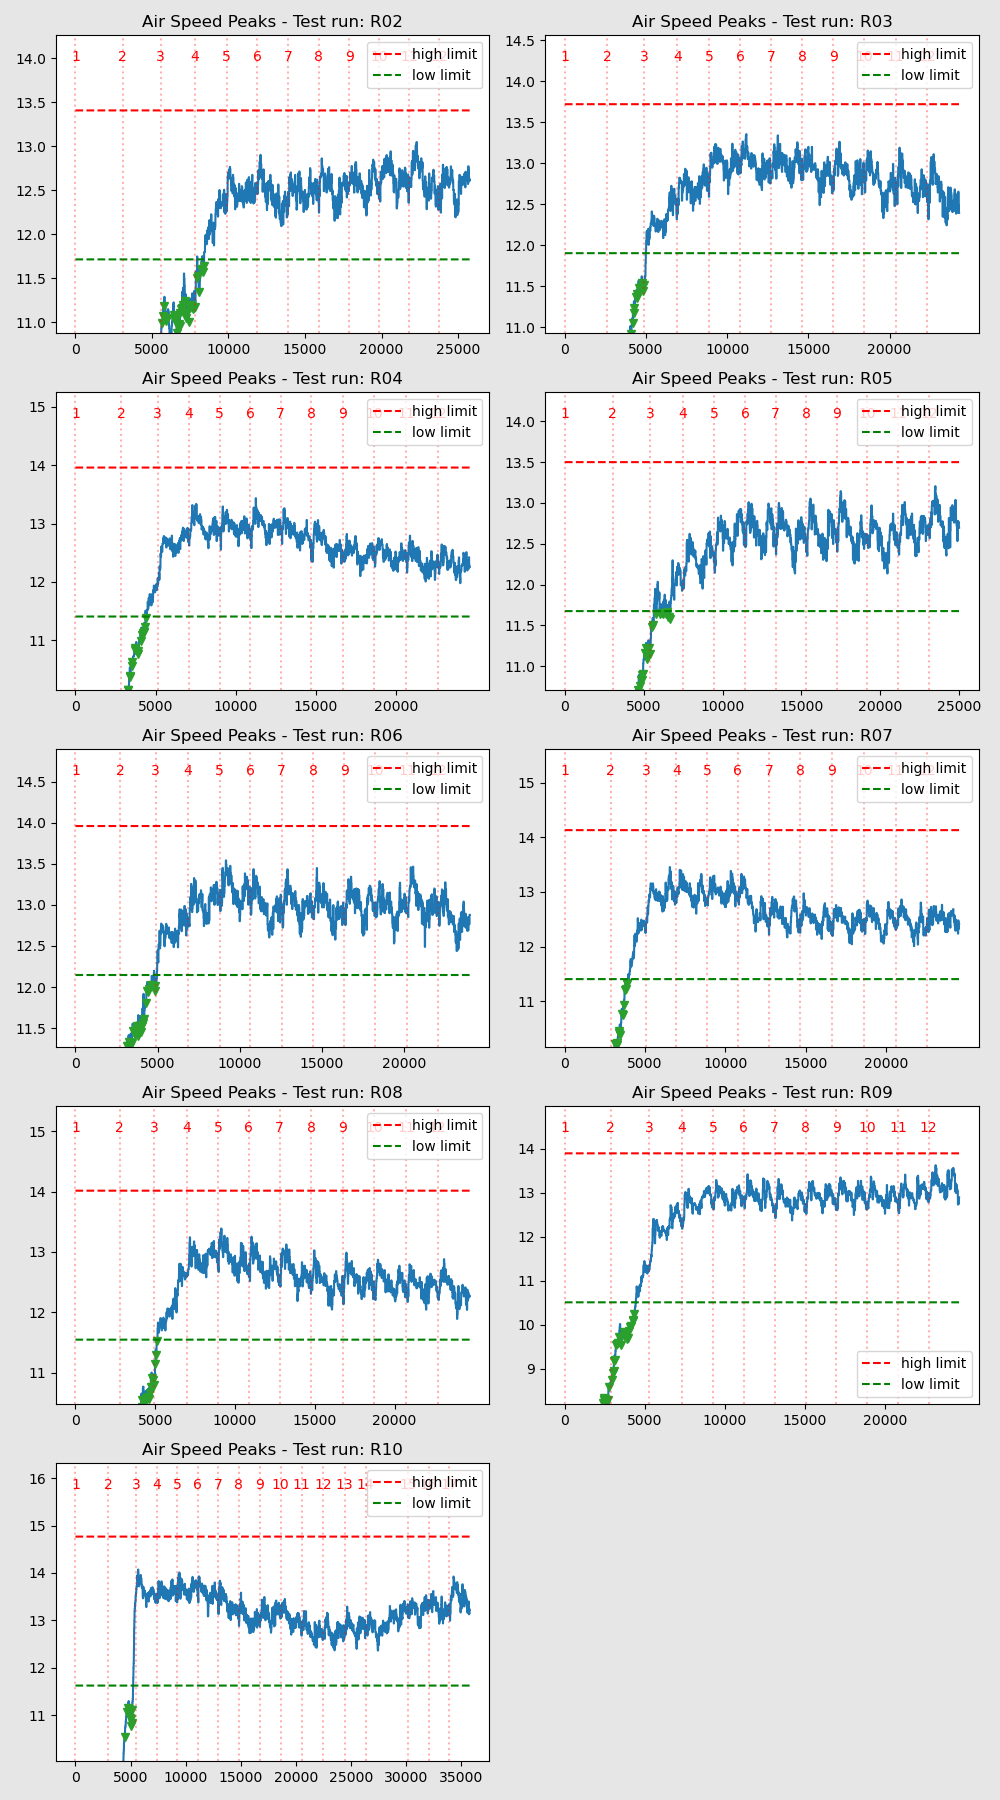 Air Speed Peaks - Test run: R02
1 2 3 4 5 6 7 8 9
high limit
low limit
14.0
13.5
13.0
12.5
12.0
11.5
11.0
0 5000 10000 15000 20000 25000
Air Speed Peaks - Test run: R03
1 2 3 4 5 6 7 8 9
high limit
low limit
14.5
14.0
13.5
13.0
12.5
12.0
11.5
11.0
0 5000 10000 15000 20000
Air Speed Peaks - Test run: R04
1 2 3 4 5 6 7 8 9
high limit
low limit
15
14
13
12
11
0 5000 10000 15000 20000
Air Speed Peaks - Test run: R05
1 2 3 4 5 6 7 8 9
high limit
low limit
14.0
13.5
13.0
12.5
12.0
11.5
11.0
0 5000 10000 15000 20000 25000
Air Speed Peaks - Test run: R06
1 2 3 4 5 6 7 8 9
high limit
low limit
14.5
14.0
13.5
13.0
12.5
12.0
11.5
0 5000 10000 15000 20000
Air Speed Peaks - Test run: R07
1 2 3 4 5 6 7 8 9
high limit
low limit
15
14
13
12
11
0 5000 10000 15000 20000
Air Speed Peaks - Test run: R08
1 2 3 4 5 6 7 8 9
high limit
low limit
15
14
13
12
11
0 5000 10000 15000 20000
Air Speed Peaks - Test run: R09
1 2 3 4 5 6 7 8 9 10 11 12
14
13
12
11
10
9
high limit
low limit
0 5000 10000 15000 20000
Air Speed Peaks - Test run: R10
1 2 3 4 5 6 7 8 9 10 11 12 13 14
high limit
low limit
16
15
14
13
12
11
0 5000 10000 15000 20000 25000 30000 35000